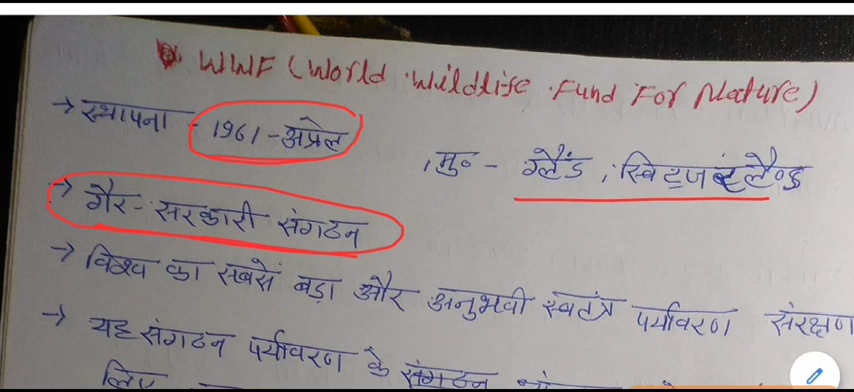 WWF (World Wildlife Fund For Nature)
→ स्थापना - 1961 - अप्रैल
, मु॰ - ग्लैंड, स्विट्जरलैण्ड
→ गैर-सरकारी संगठन
→ विश्व का सबसे बड़ा और अनुभवी स्वतंत्र पर्यावरण संरक्षण
→ यह संगठन पर्यावरण के
लिए